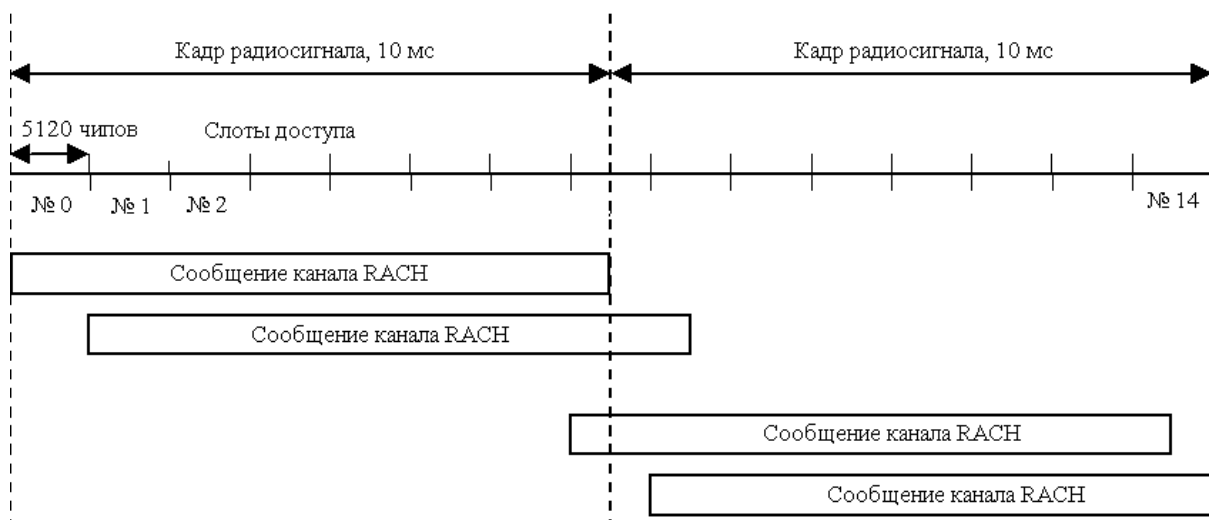 Кадр радиосигнала, 10 мс
Кадр радиосигнала, 10 мс
5120 чипов
Слоты доступа
№ 0
№ 1
№ 2
№ 14
Сообщение канала RACH
Сообщение канала RACH
Сообщение канала RACH
Сообщение канала RACH